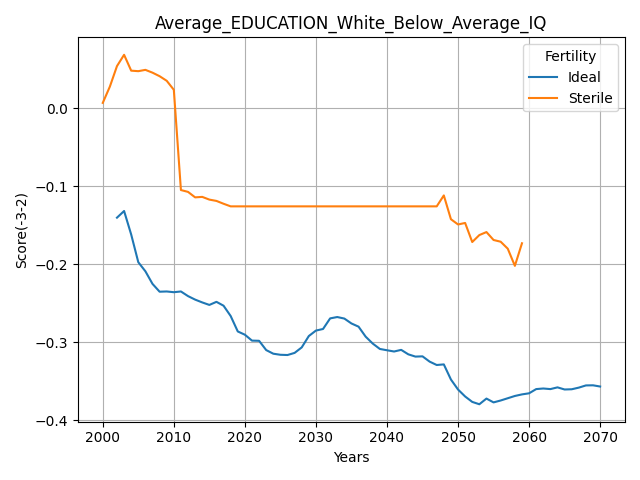 Average_EDUCATION_White_Below_Average_IQ
Fertility
Ideal
Sterile
Score(-3-2)
0.0
−0.1
−0.2
−0.3
−0.4
2000 2010 2020 2030 2040 2050 2060 2070
Years